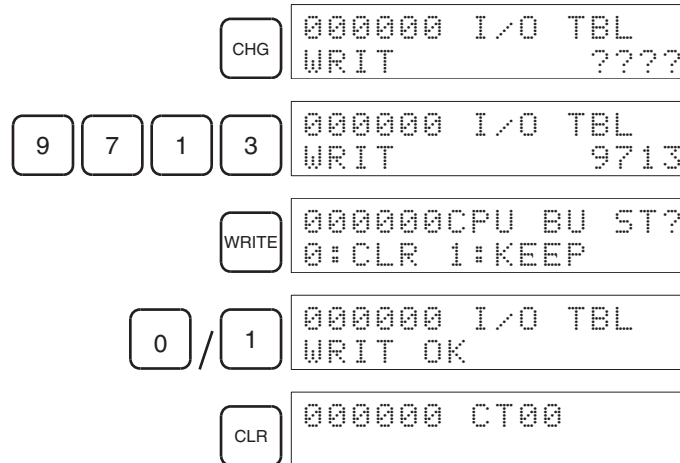 CHG
000000 I/O TBL
WRIT ????
9 7 1 3
000000 I/O TBL
WRIT 9713
WRITE
000000CPU BU ST?
0:CLR 1:KEEP
0 / 1
000000 I/O TBL
WRIT OK
CLR
000000 CT00